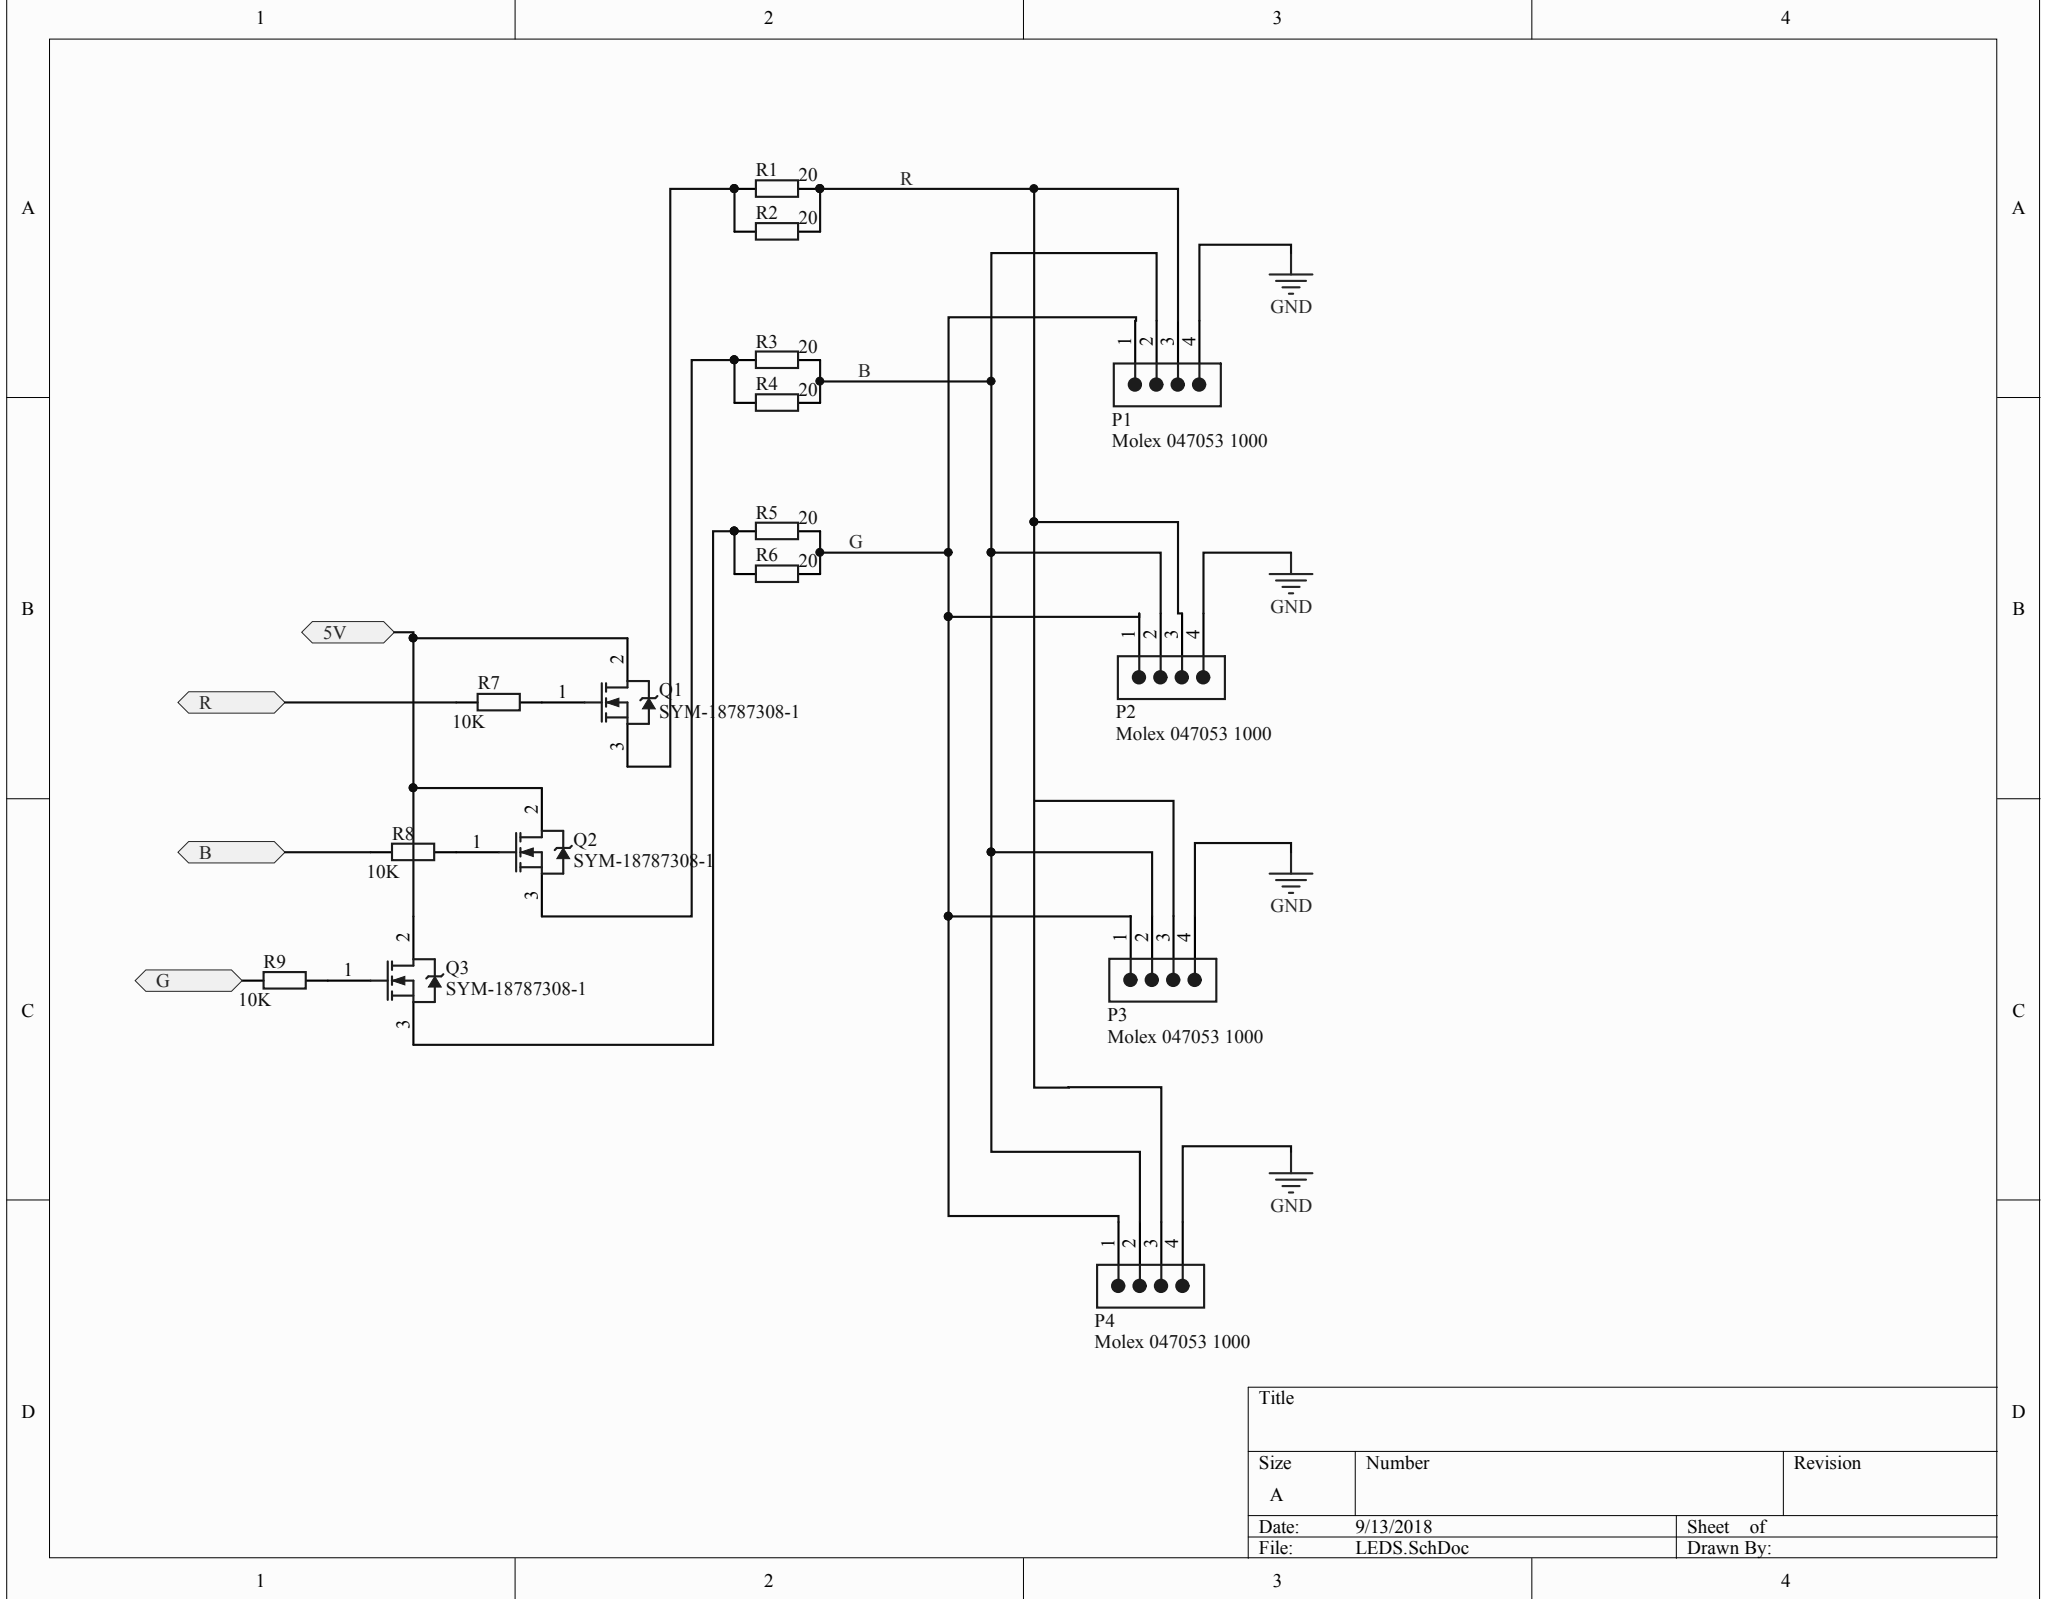 1 2 3 4
A A
R1 20
R
R2 20
GND
R3 20
1 2 3 4
B
R4 20
P1
Molex 047053 1000
R5 20
G
R6 20
GND
B B
5V
1 2 3 4
2
R7
R
1
Q1
10K
SYM-18787308-1
P2
Molex 047053 1000
3
2
R8
B
1
Q2
10K
SYM-18787308-1
3
GND
2
1 2 3 4
R9
G
1
Q3
10K
SYM-18787308-1
3
C C
P3
Molex 047053 1000
GND
1 2 3 4
P4
Molex 047053 1000
D D
Title
Size Number Revision
A
Date: 9/13/2018 Sheet of
File: LEDS.SchDoc Drawn By:
1 2 3 4